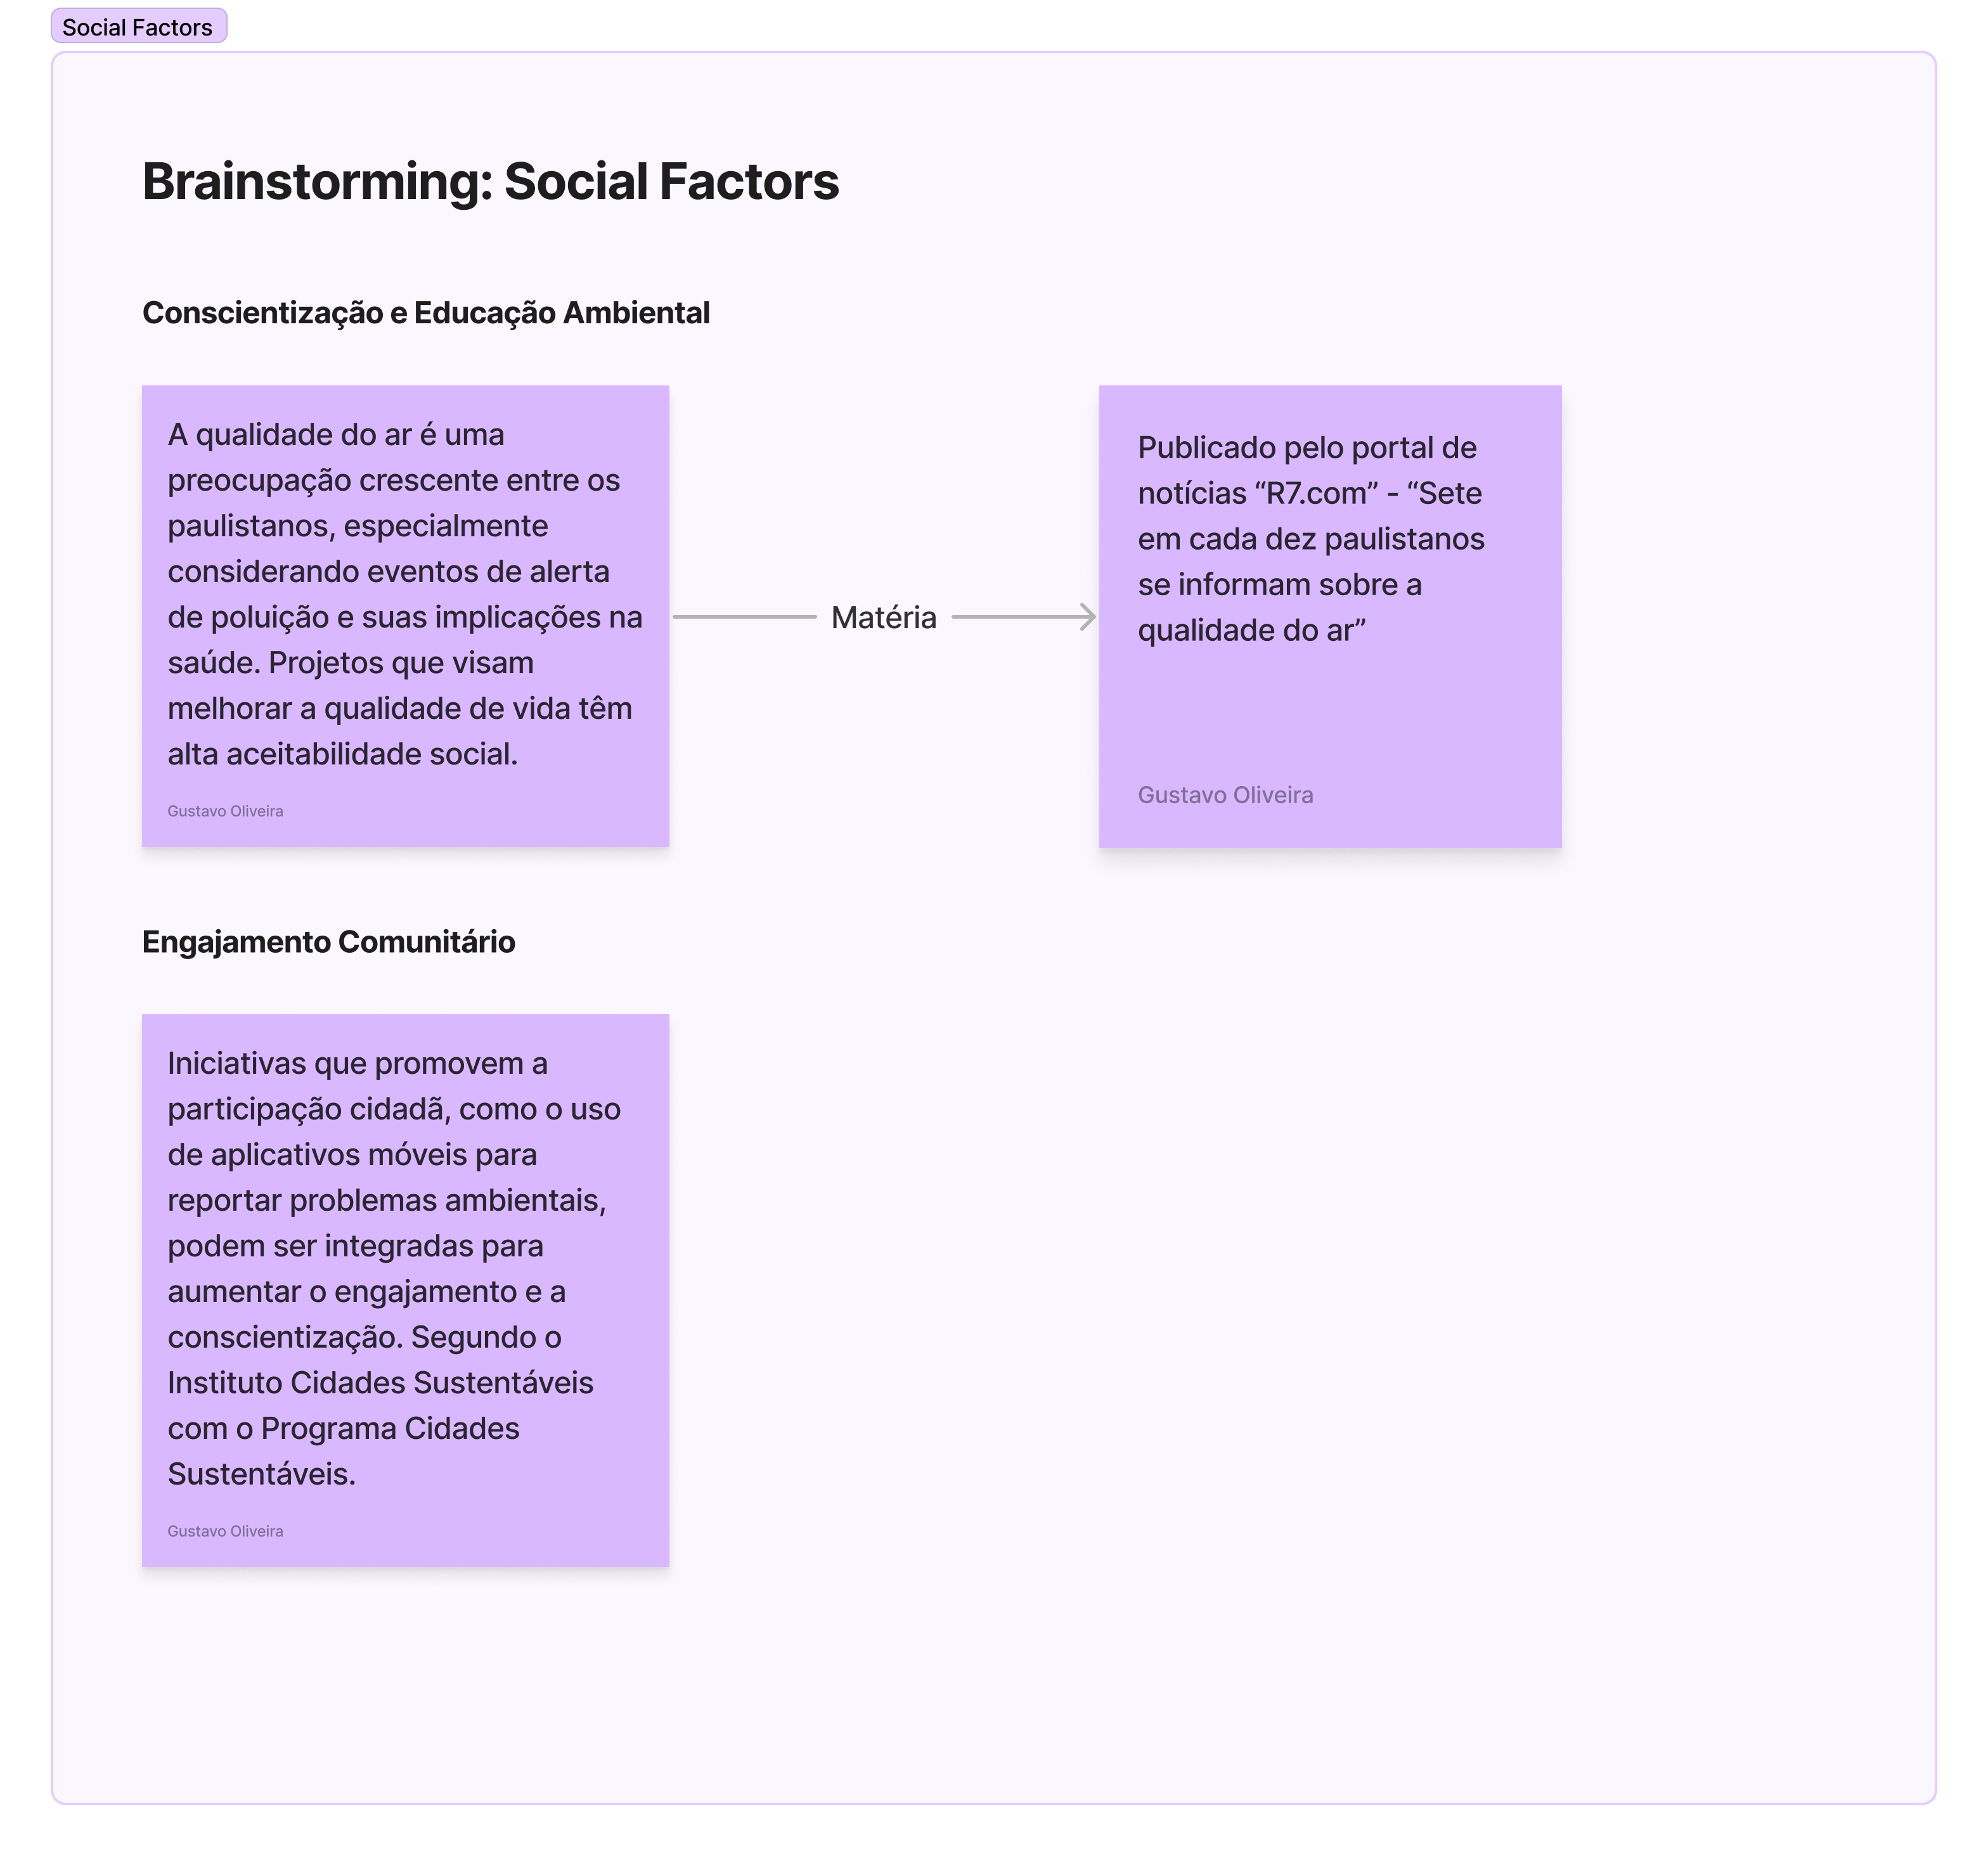 Social Factors
Brainstorming: Social Factors
Conscientização e Educação Ambiental
A qualidade do ar é uma
preocupação crescente entre os
paulistanos, especialmente
considerando eventos de alerta
de poluição e suas implicações na
saúde. Projetos que visam
melhorar a qualidade de vida têm
alta aceitabilidade social.
Gustavo Oliveira
Matéria
Publicado pelo portal de
notícias “R7.com” - “Sete
em cada dez paulistanos
se informam sobre a
qualidade do ar”
Gustavo Oliveira
Engajamento Comunitário
Iniciativas que promovem a
participação cidadã, como o uso
de aplicativos móveis para
reportar problemas ambientais,
podem ser integradas para
aumentar o engajamento e a
conscientização. Segundo o
Instituto Cidades Sustentáveis
com o Programa Cidades
Sustentáveis.
Gustavo Oliveira